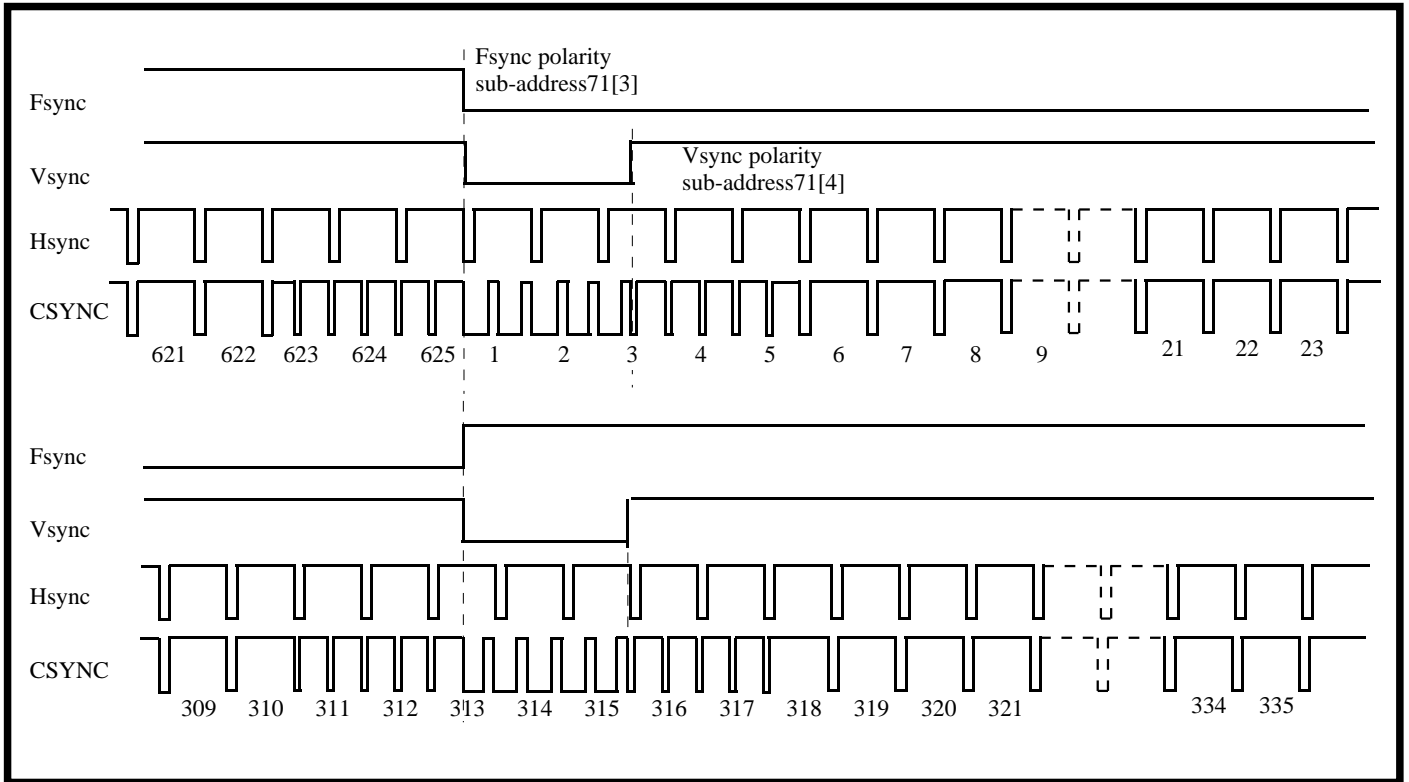 Fsync polarity
sub-address71[3]
Fsync
Vsync
Vsync polarity
sub-address71[4]
Hsync
CSYNC
621 622 623 624 625 1 2 3 4 5 6 7 8 9 21 22 23
Fsync
Vsync
Hsync
CSYNC
309 310 311 312 313 314 315 316 317 318 319 320 321 334 335